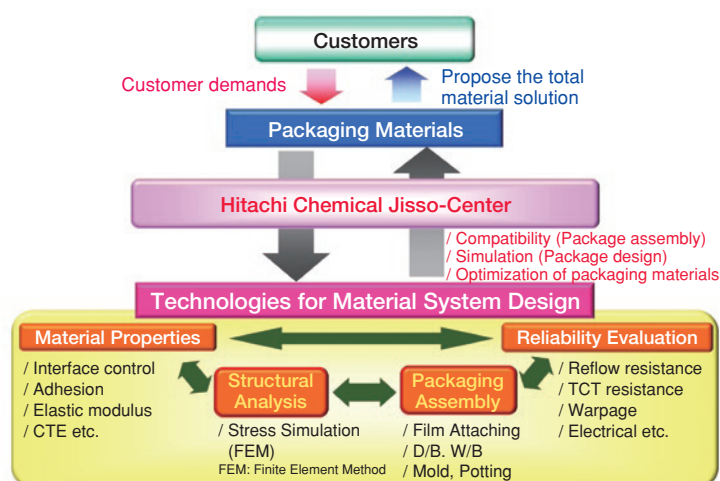 Customers
Customer demands
Propose the total
material solution
Packaging Materials
Hitachi Chemical Jisso-Center
/ Compatibility (Package assembly)
/ Simulation (Package design)
/ Optimization of packaging materials
Technologies for Material System Design
Material Properties
/ Interface control
/ Adhesion
/ Elastic modulus
/ CTE etc.
Structural
Analysis
/ Stress Simulation
(FEM)
FEM: Finite Element Method
Packaging
Assembly
/ Film Attaching
/ D/B. W/B
/ Mold, Potting
Reliability Evaluation
/ Reflow resistance
/ TCT resistance
/ Warpage
/ Electrical etc.